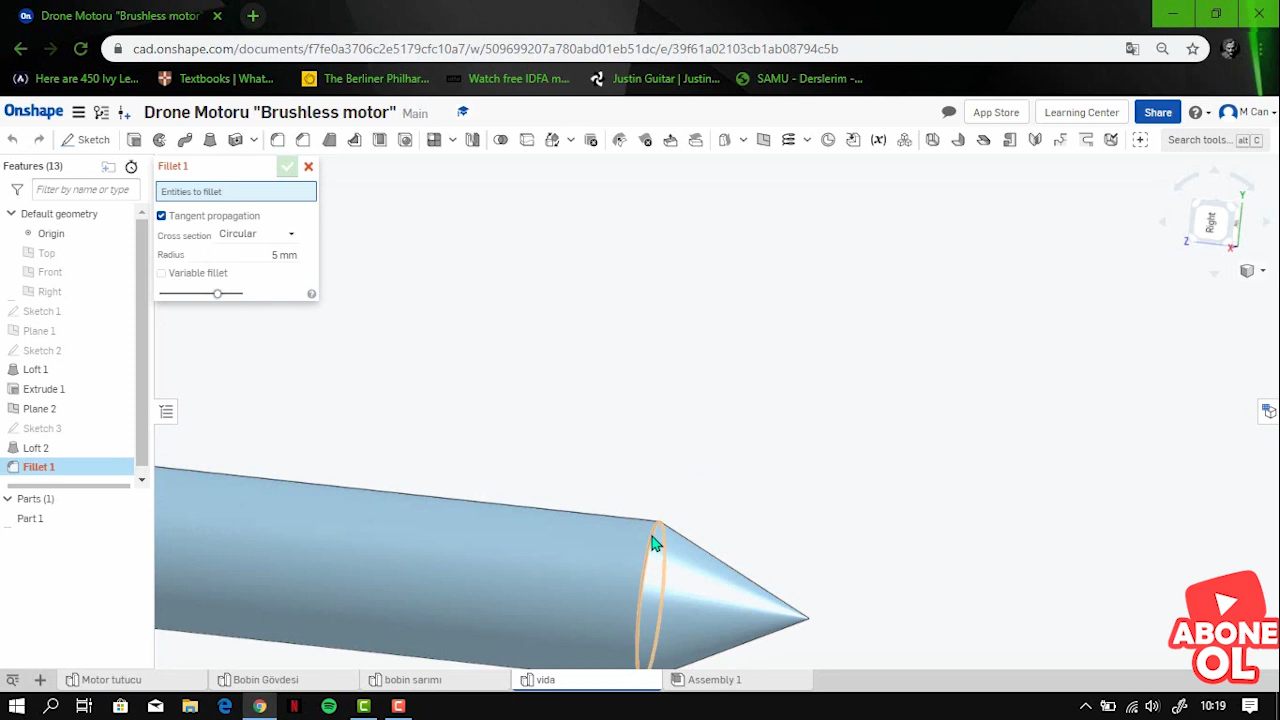 Drone Motoru "Brushless motor"
cad.onshape.com/documents/f7fe0a3706c2e5179cfc10a7/w/509699207a780abd01eb51dc/e/39f61a02103cb1ab08794c5b
Here are 450 Ivy Le...
Textbooks | What...
The Berliner Philhar...
Watch free IDFA m...
Justin Guitar | Justin...
SAMU - Derslerim -...
Onshape
Drone Motoru "Brushless motor"
Main
App Store
Learning Center
Share
M Can
Sketch
(x)
Search tools...
alt
C
Features (13)
Fillet 1
Filter by name or type
Entities to fillet
Default geometry
Tangent propagation
Origin
Cross section
Circular
Top
Radius
5 mm
Front
Variable fillet
Right
Sketch 1
Plane 1
Sketch 2
Loft 1
Extrude 1
Plane 2
Sketch 3
Loft 2
Fillet 1
Parts (1)
Part 1
Y
Right
Z
X
ABONE
OL
Motor tutucu
Bobin Gövdesi
bobin sarımı
vida
Assembly 1
10:19